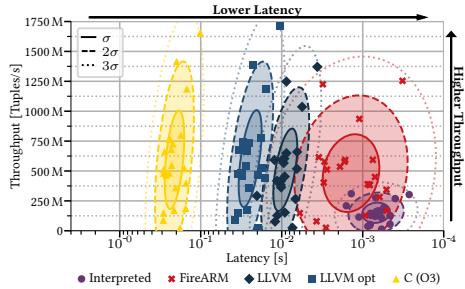 Lower Latency
1750 M
1500 M
1250 M
1000 M
750 M
500 M
250 M
0
Throughput [Tuples/s]
σ
2σ
3σ
Higher Throughput
10⁻⁰
10⁻¹
10⁻²
10⁻³
10⁻⁴
Latency [s]
Interpreted FireARM LLVM LLVM opt C (O3)